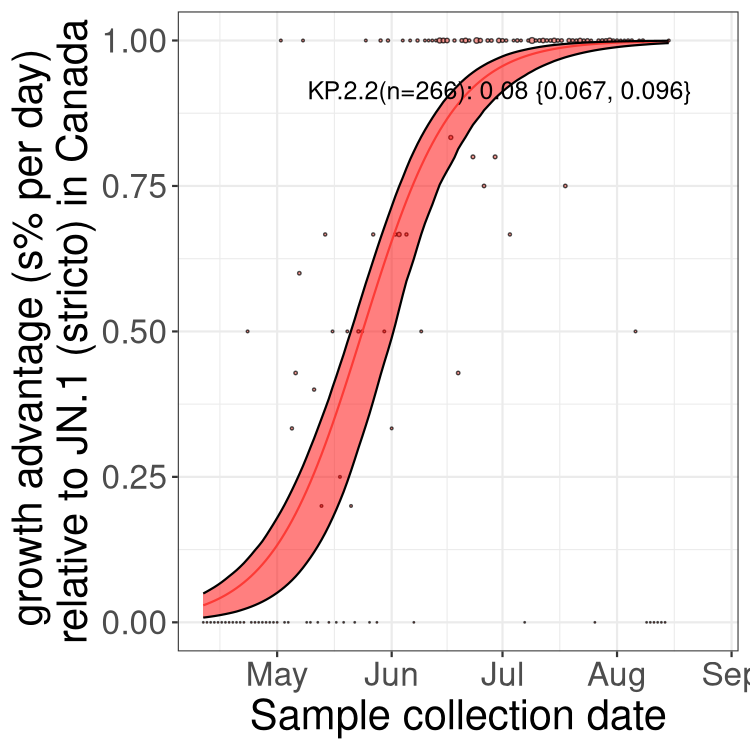 growth advantage (s% per day)
relative to JN.1 (stricto) in Canada
1.00
0.75
0.50
0.25
0.00
KP.2.2(n=266): 0.08 {0.067, 0.096}
May Jun Jul Aug Sep
Sample collection date